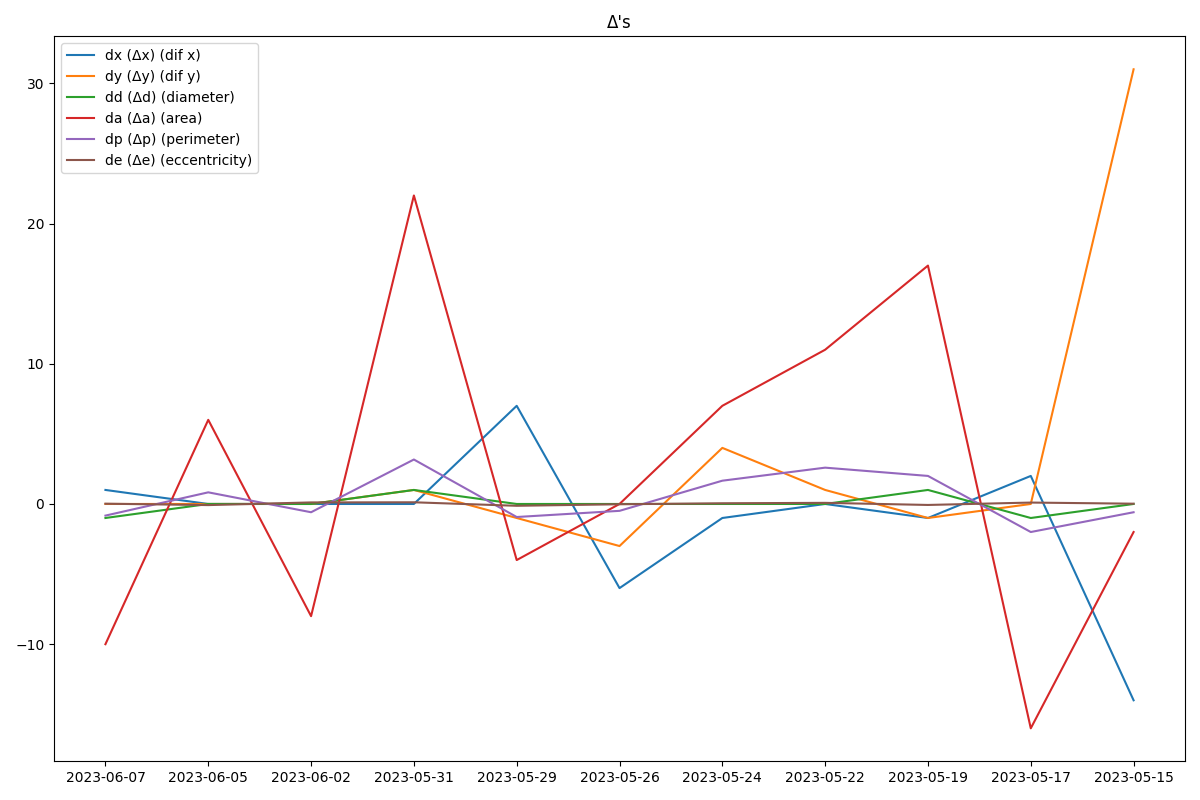 Δ's
dx (Δx) (dif x)
dy (Δy) (dif y)
dd (Δd) (diameter)
da (Δa) (area)
dp (Δp) (perimeter)
de (Δe) (eccentricity)
30
20
10
0
−10
2023-06-07 2023-06-05 2023-06-02 2023-05-31 2023-05-29 2023-05-26 2023-05-24 2023-05-22 2023-05-19 2023-05-17 2023-05-15